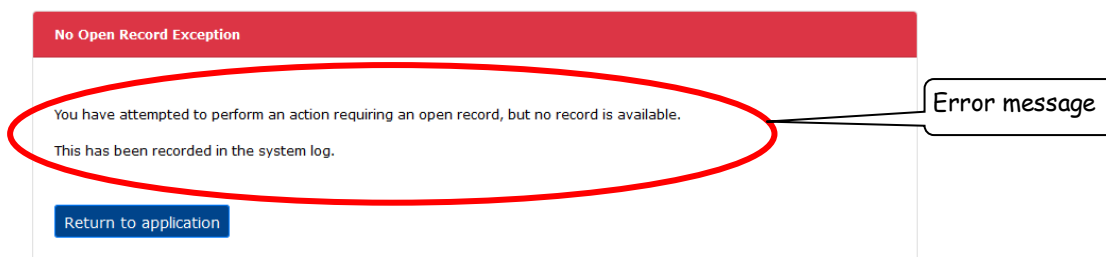 No Open Record Exception
You have attempted to perform an action requiring an open record, but no record is available.
Error message
This has been recorded in the system log.
Return to application